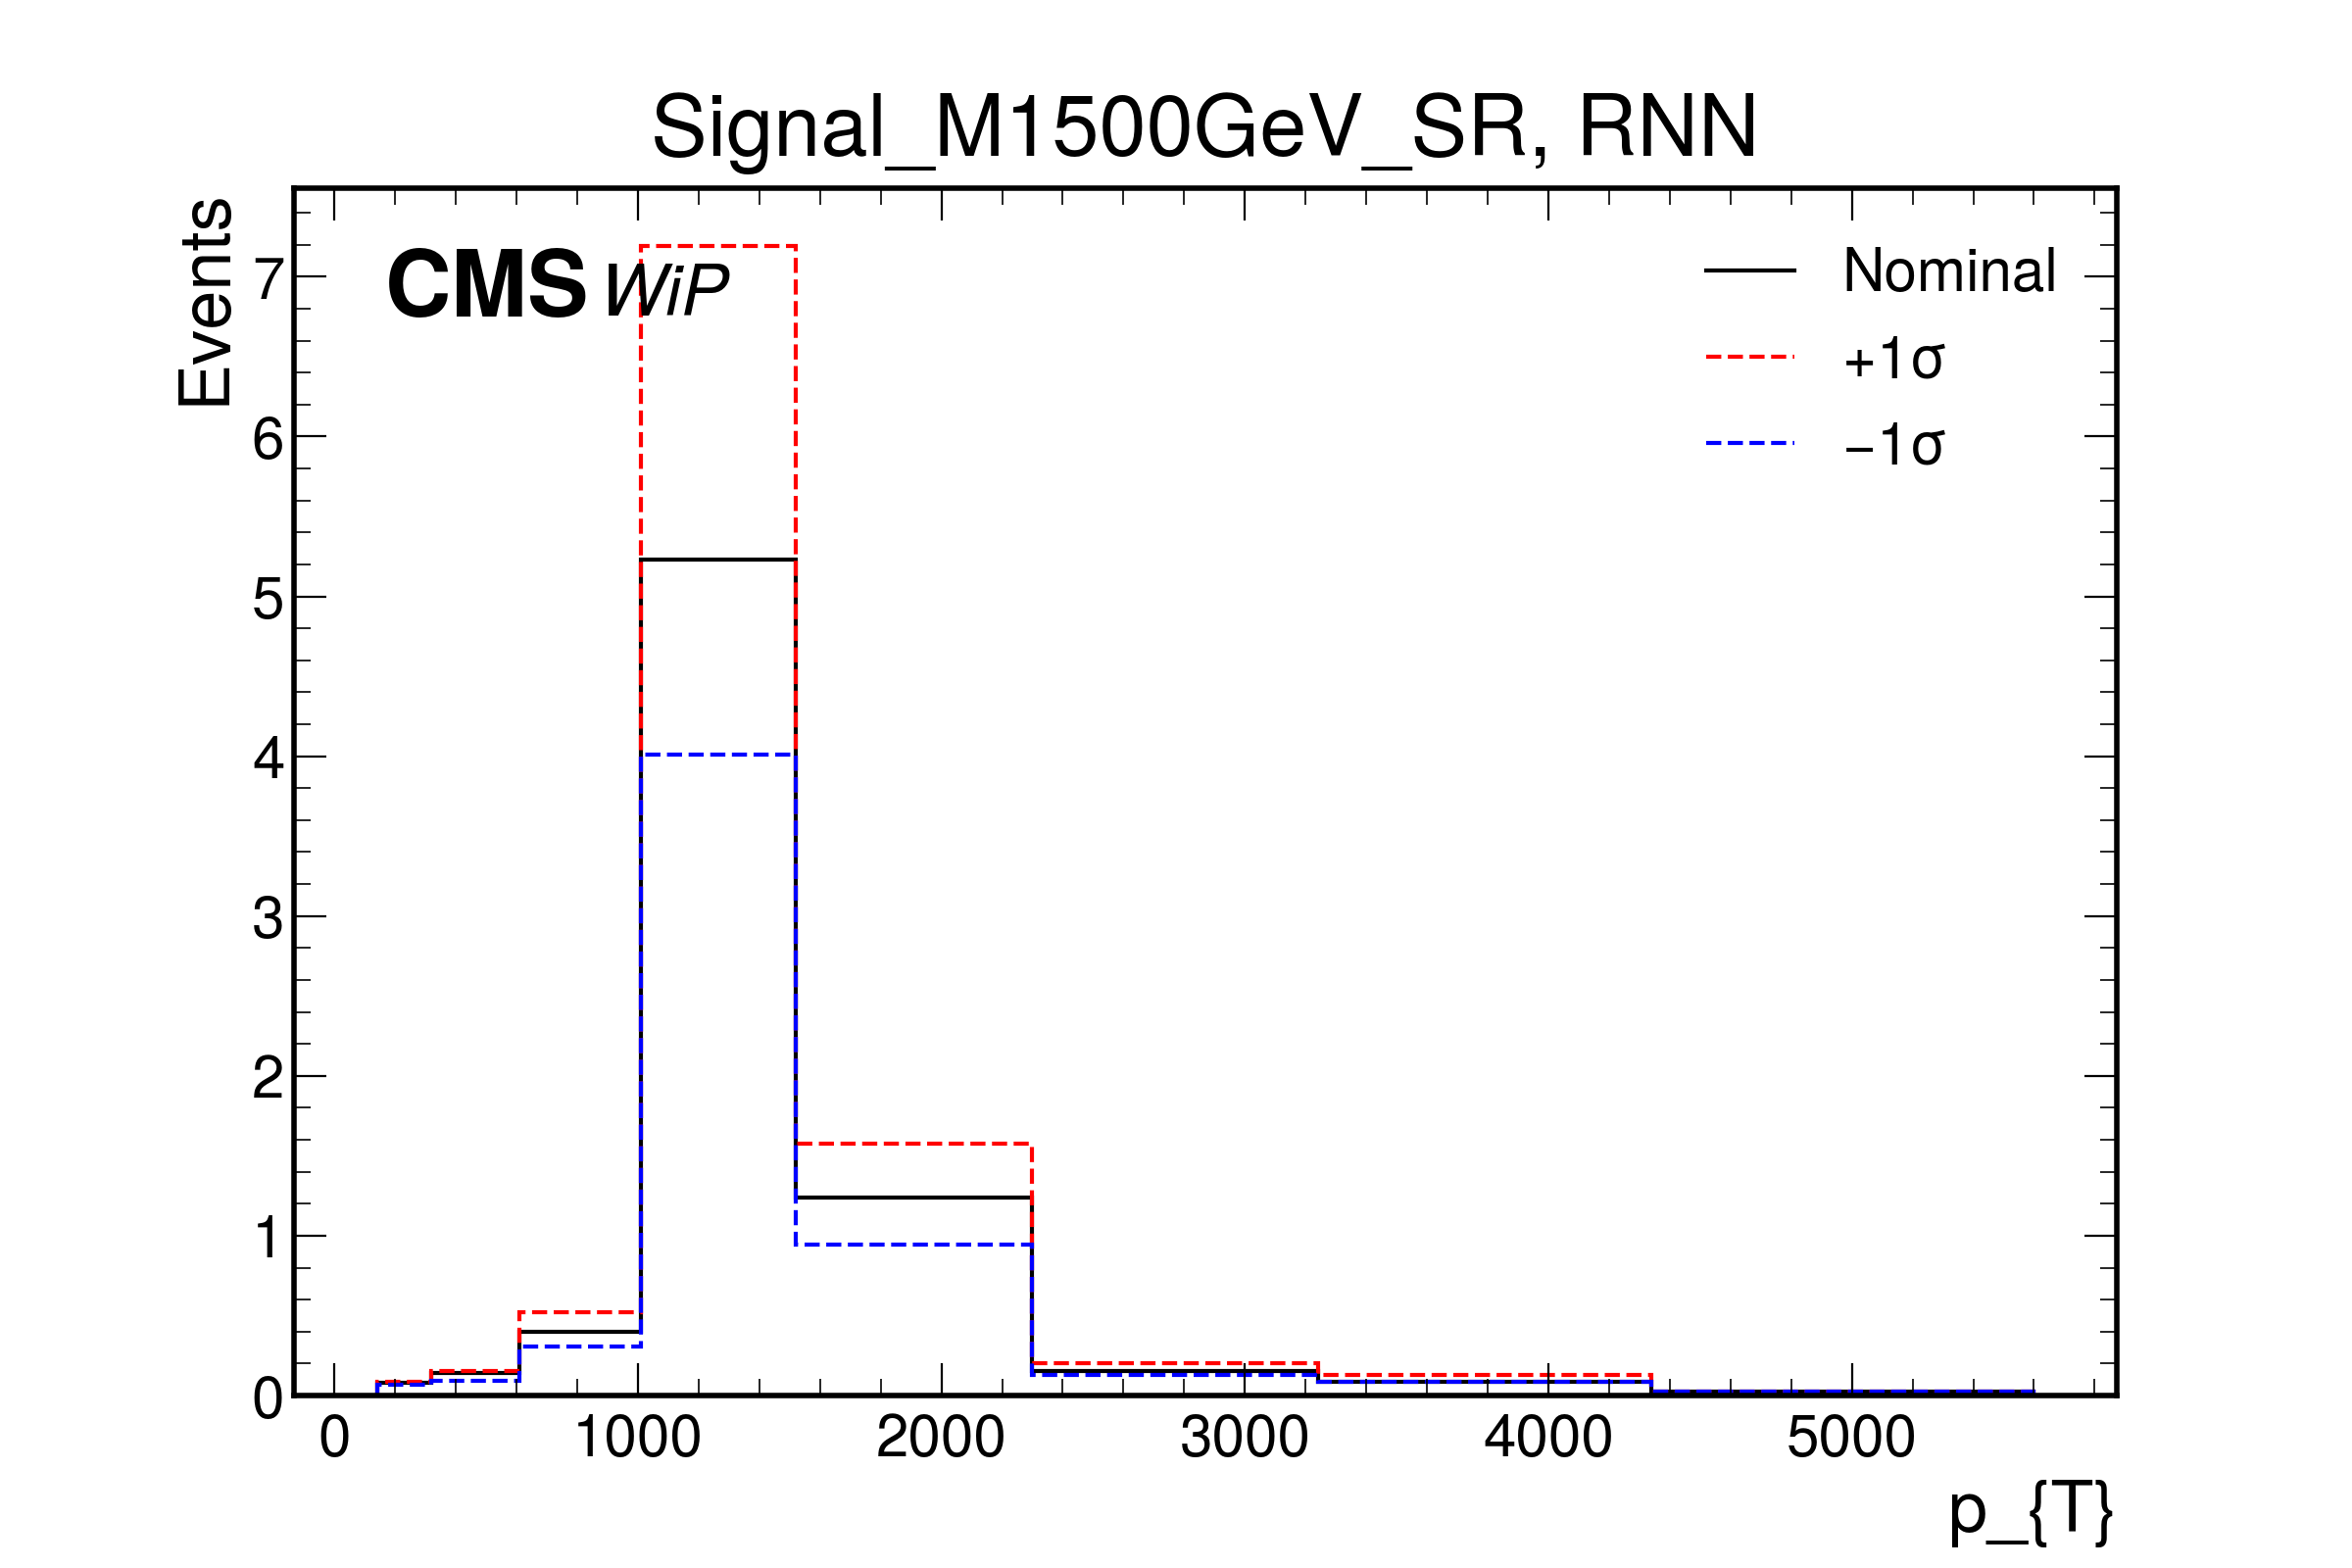 Signal_M1500GeV_SR, RNN
Events
CMS WiP
Nominal
+1σ
−1σ
7
6
5
4
3
2
1
0
0 1000 2000 3000 4000 5000
p_{T}